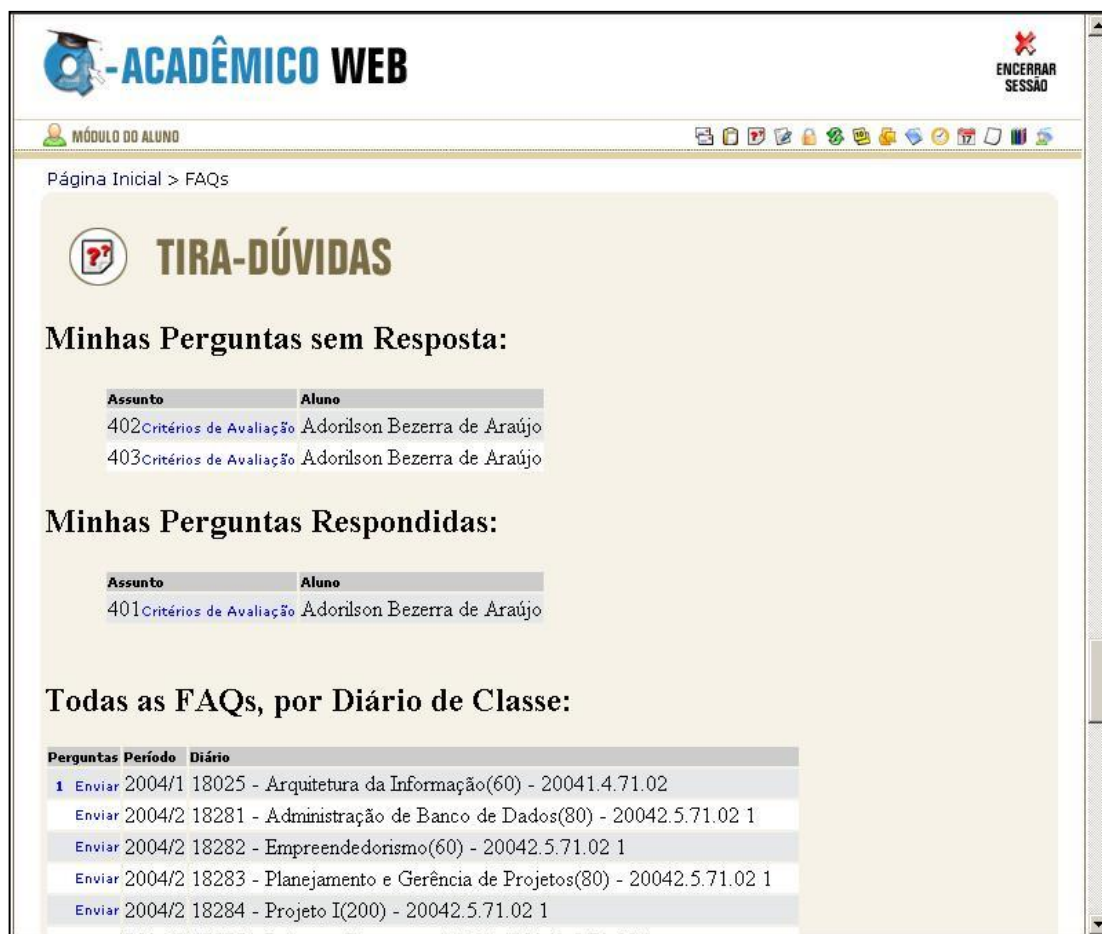 Q-ACADÊMICO WEB
ENCERRAR
SESSÃO
MÓDULO DO ALUNO
Página Inicial > FAQs
TIRA-DÚVIDAS
Minhas Perguntas sem Resposta:
Assunto Aluno
402Critérios de Avaliação Adorilson Bezerra de Araújo
403Critérios de Avaliação Adorilson Bezerra de Araújo
Minhas Perguntas Respondidas:
Assunto Aluno
401Critérios de Avaliação Adorilson Bezerra de Araújo
Todas as FAQs, por Diário de Classe:
Perguntas Período Diário
1 Enviar 2004/1 18025 - Arquitetura da Informação(60) - 20041.4.71.02
Enviar 2004/2 18281 - Administração de Banco de Dados(80) - 20042.5.71.02 1
Enviar 2004/2 18282 - Empreendedorismo(60) - 20042.5.71.02 1
Enviar 2004/2 18283 - Planejamento e Gerência de Projetos(80) - 20042.5.71.02 1
Enviar 2004/2 18284 - Projeto I(200) - 20042.5.71.02 1